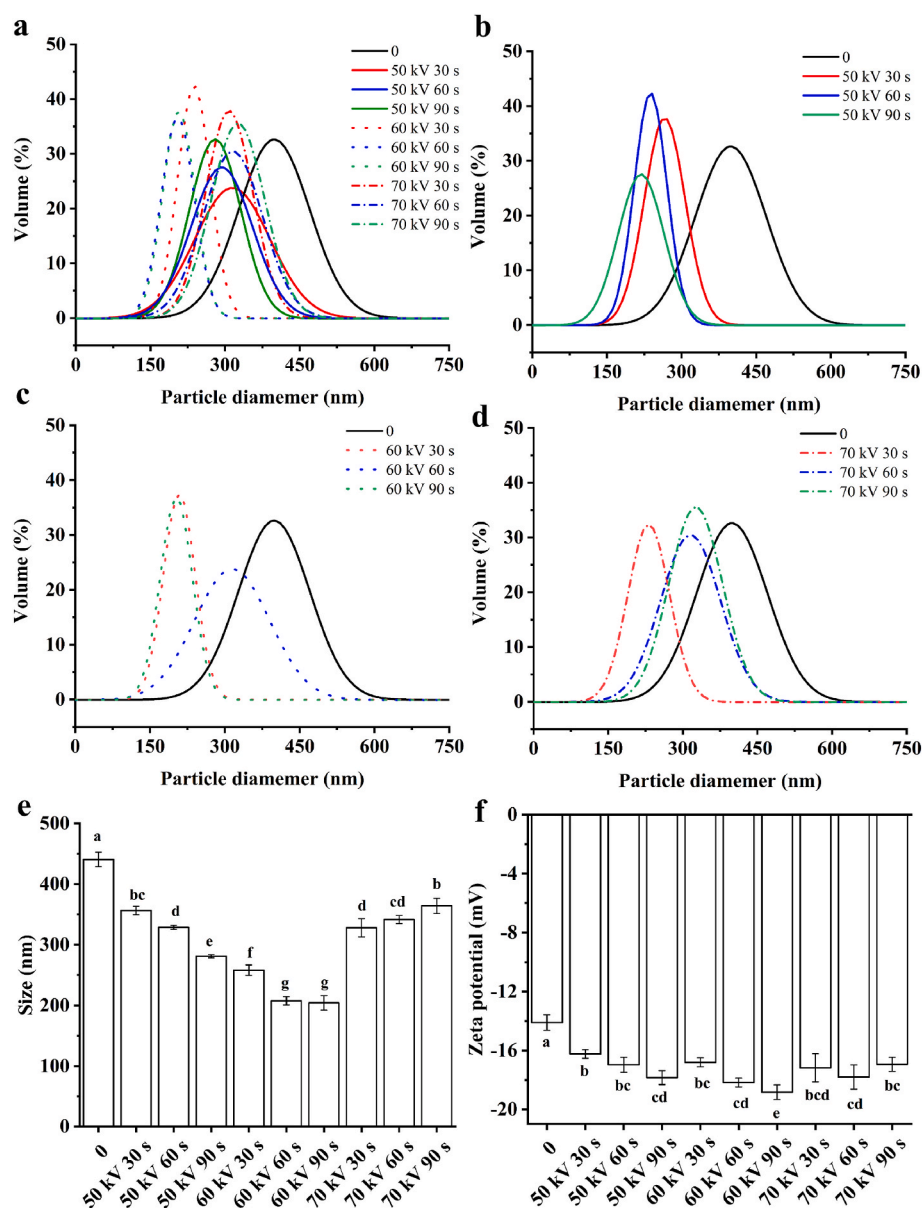 a
50
40
30
20
10
0
Volume (%)
0
150
300
450
600
750
Particle diamemer (nm)
0
50 kV 30 s
50 kV 60 s
50 kV 90 s
60 kV 30 s
60 kV 60 s
60 kV 90 s
70 kV 30 s
70 kV 60 s
70 kV 90 s
b
50
40
30
20
10
0
Volume (%)
0
150
300
450
600
750
Particle diamemer (nm)
0
50 kV 30 s
50 kV 60 s
50 kV 90 s
c
50
40
30
20
10
0
Volume (%)
0
150
300
450
600
750
Particle diamemer (nm)
0
60 kV 30 s
60 kV 60 s
60 kV 90 s
d
50
40
30
20
10
0
Volume (%)
0
150
300
450
600
750
Particle diamemer (nm)
0
70 kV 30 s
70 kV 60 s
70 kV 90 s
e
500
400
300
200
100
0
Size (nm)
a
bc
d
e
f
g
g
d
cd
b
0
50 kV 30 s
50 kV 60 s
50 kV 90 s
60 kV 30 s
60 kV 60 s
60 kV 90 s
70 kV 30 s
70 kV 60 s
70 kV 90 s
f
0
-4
-8
-12
-16
-20
Zeta potential (mV)
a
b
bc
cd
bc
cd
e
bcd
cd
bc
0
50 kV 30 s
50 kV 60 s
50 kV 90 s
60 kV 30 s
60 kV 60 s
60 kV 90 s
70 kV 30 s
70 kV 60 s
70 kV 90 s